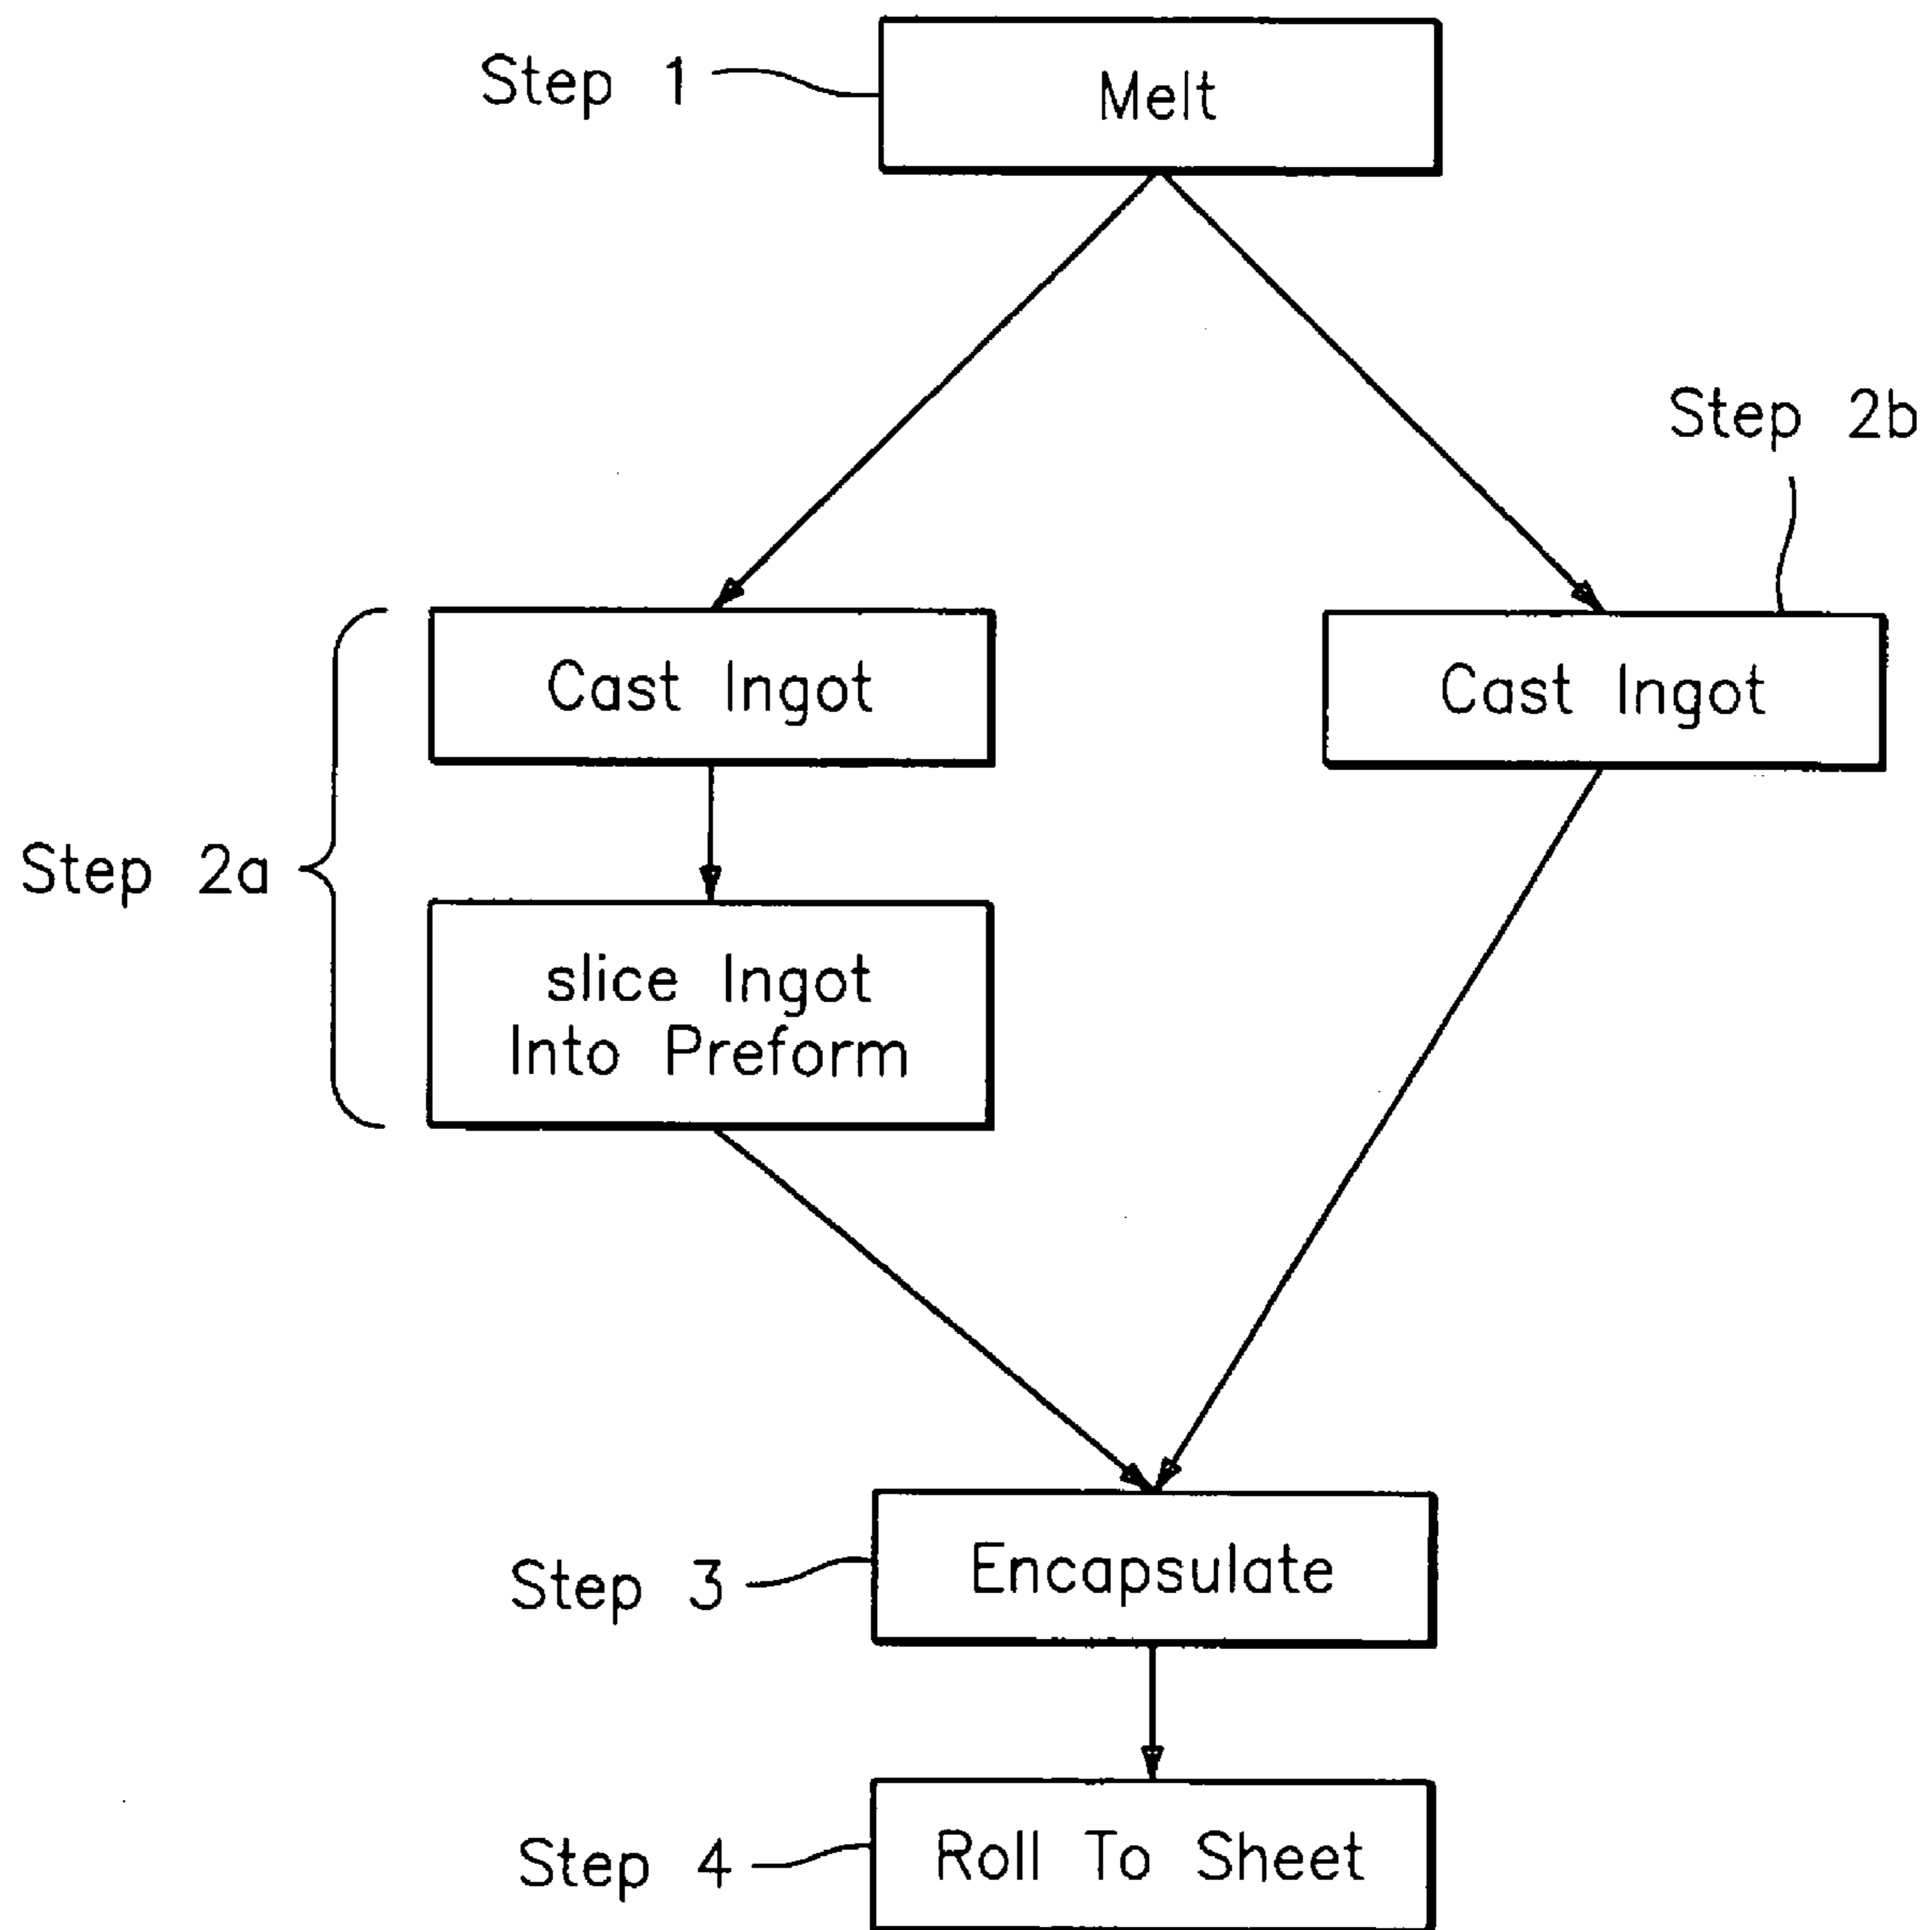 Step 1
Melt
Step 2b
Cast Ingot
Cast Ingot
Step 2a
slice Ingot
Into Preform
Step 3
Encapsulate
Step 4
Roll To Sheet